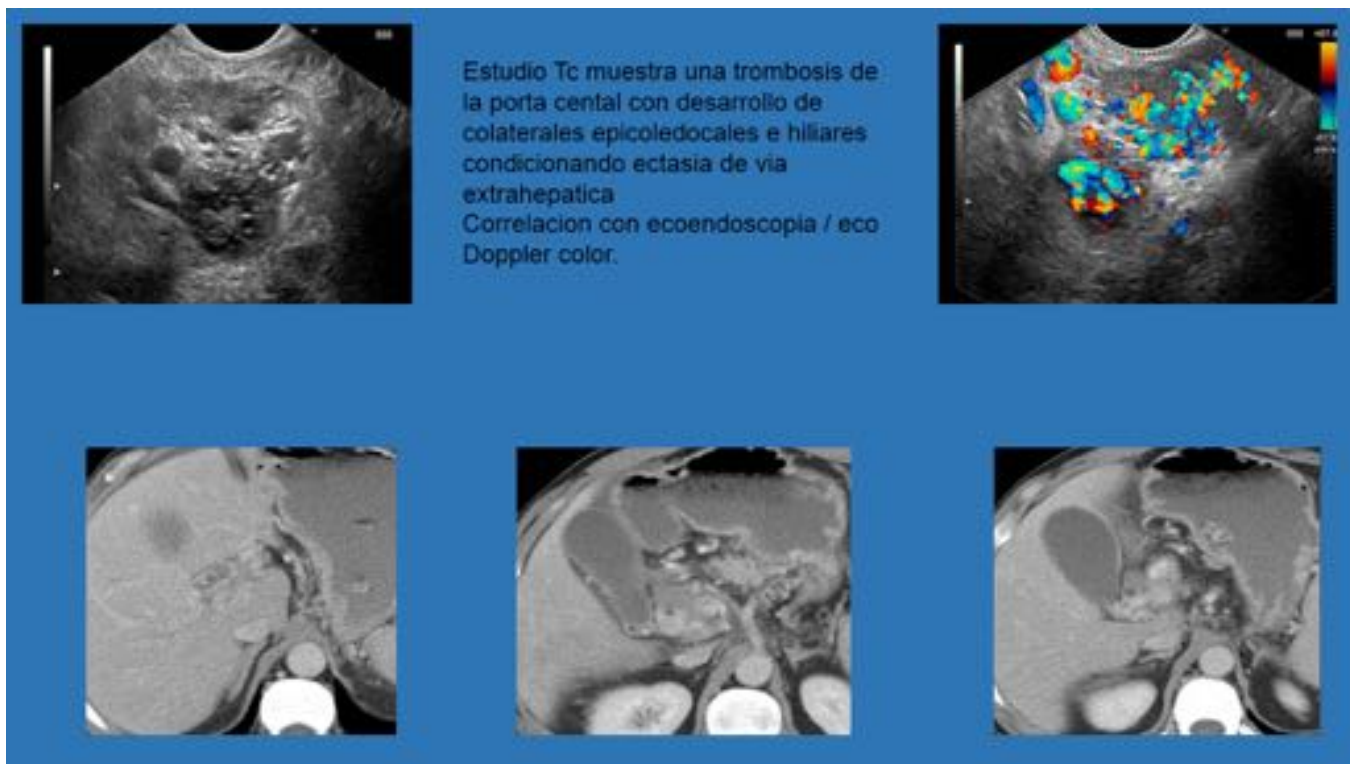 Estudio Tc muestra una trombosis de
la porta cental con desarrollo de
colaterales epicoledocales e hiliares
condicionando ectasia de via
extrahepatica
Correlacion con ecoendoscopia / eco
Doppler color.